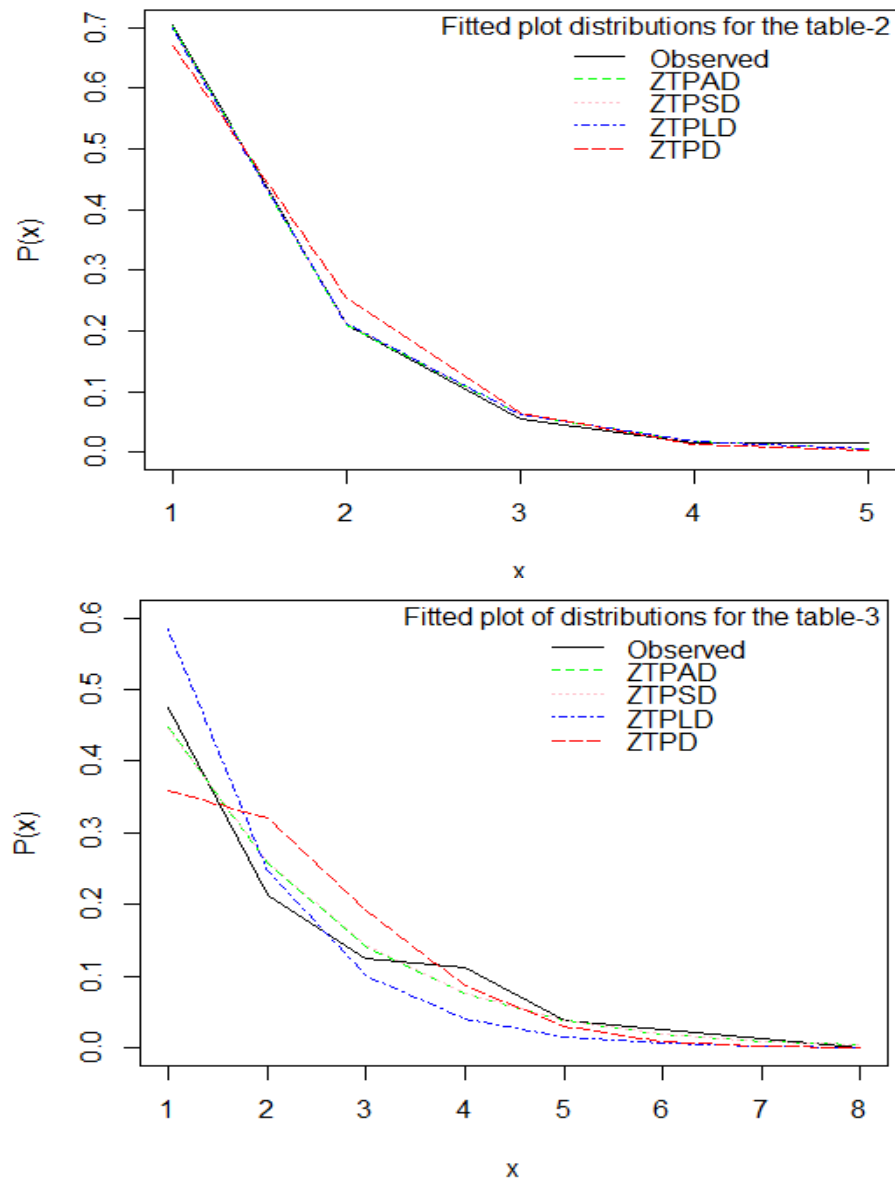 Fitted plot distributions for the table-2
Observed
ZTPAD
ZTPSD
ZTPLD
ZTPD
P(x)
0.7
0.6
0.5
0.4
0.3
0.2
0.1
0.0
1 2 3 4 5
x
Fitted plot of distributions for the table-3
Observed
ZTPAD
ZTPSD
ZTPLD
ZTPD
P(x)
0.6
0.5
0.4
0.3
0.2
0.1
0.0
1 2 3 4 5 6 7 8
x